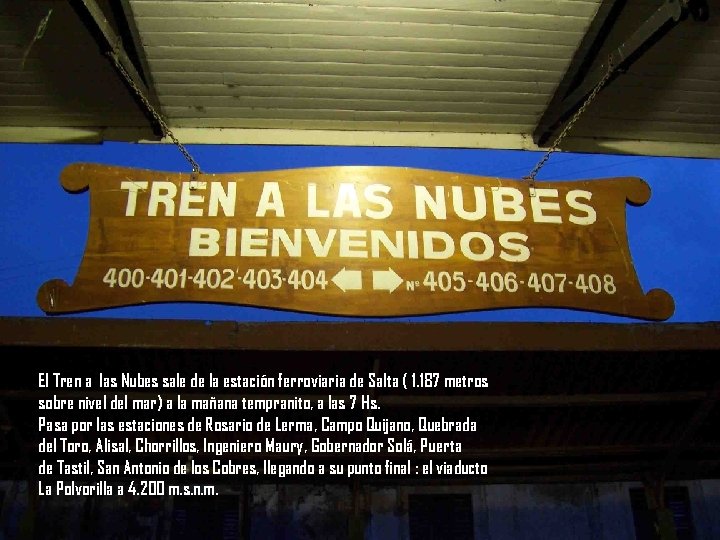 TREN A LAS NUBES
BIENVENIDOS
400-401-402-403-404 Nº 405-406-407-408
El Tren a las Nubes sale de la estación ferroviaria de Salta ( 1.187 metros
sobre nivel del mar) a la mañana tempranito, a las 7 Hs.
Pasa por las estaciones de Rosario de Lerma, Campo Quijano, Quebrada
del Toro, Alisal, Chorrillos, Ingeniero Maury, Gobernador Solá, Puerta
de Tastil, San Antonio de los Cobres, llegando a su punto final : el viaducto
La Polvorilla a 4.200 m.s.n.m.